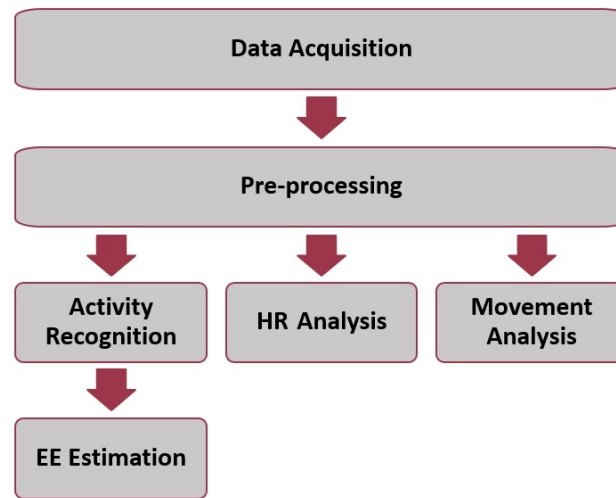 Data Acquisition
Pre-processing
Activity
Recognition
HR Analysis
Movement
Analysis
EE Estimation